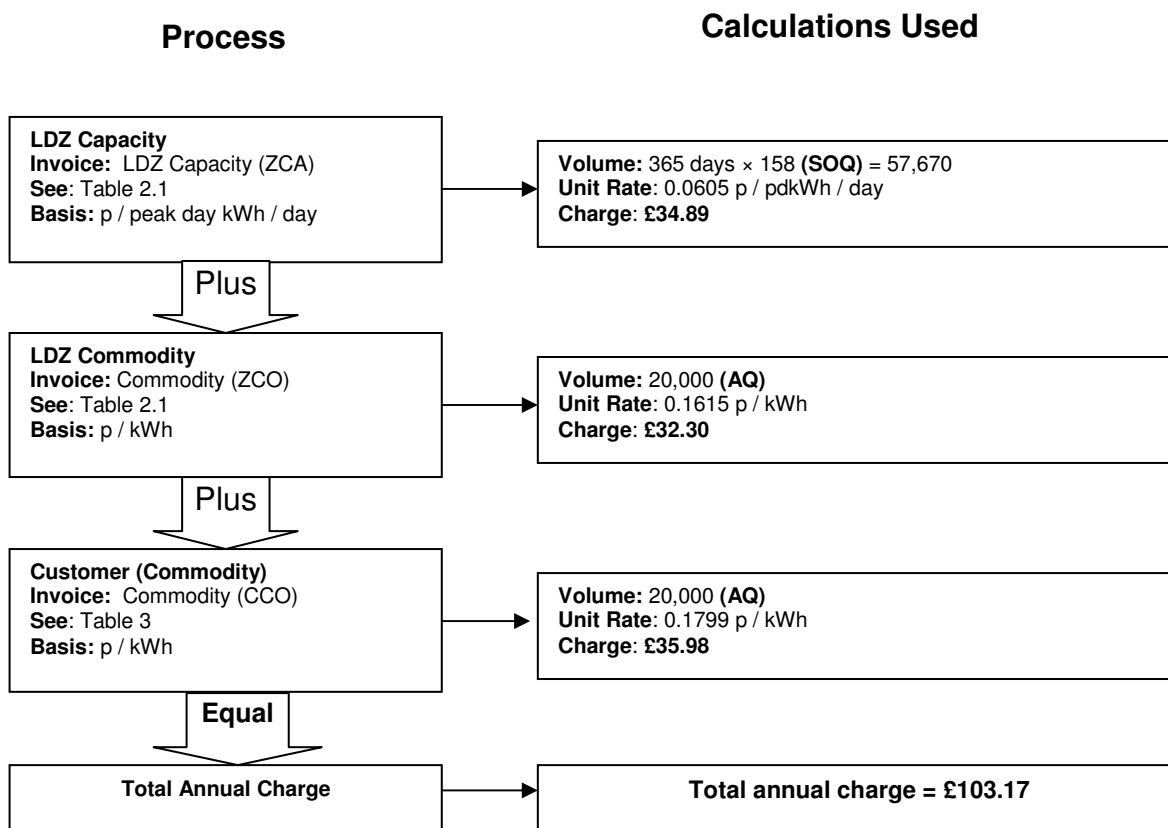 Process
Calculations Used
LDZ Capacity
Invoice: LDZ Capacity (ZCA)
See: Table 2.1
Basis: p / peak day kWh / day
Volume: 365 days × 158 (SOQ) = 57,670
Unit Rate: 0.0605 p / pdkWh / day
Charge: £34.89
Plus
LDZ Commodity
Invoice: Commodity (ZCO)
See: Table 2.1
Basis: p / kWh
Volume: 20,000 (AQ)
Unit Rate: 0.1615 p / kWh
Charge: £32.30
Plus
Customer (Commodity)
Invoice: Commodity (CCO)
See: Table 3
Basis: p / kWh
Volume: 20,000 (AQ)
Unit Rate: 0.1799 p / kWh
Charge: £35.98
Equal
Total Annual Charge
Total annual charge = £103.17